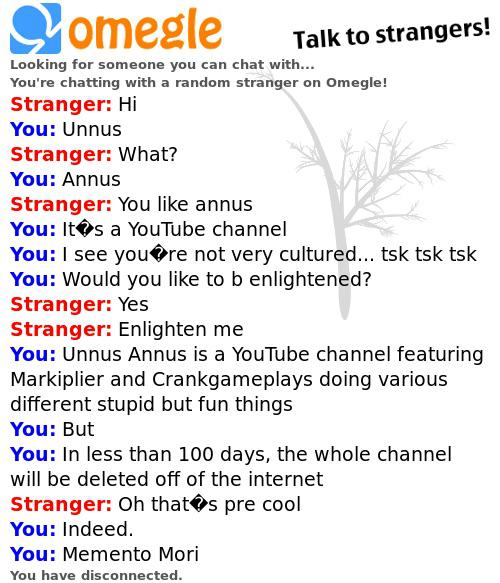 omegle
Talk to strangers!
Looking for someone you can chat with...
You're chatting with a random stranger on Omegle!
Stranger: Hi
You: Unnus
Stranger: What?
You: Annus
Stranger: You like annus
You: It�s a YouTube channel
You: I see you�re not very cultured... tsk tsk tsk
You: Would you like to b enlightened?
Stranger: Yes
Stranger: Enlighten me
You: Unnus Annus is a YouTube channel featuring
Markiplier and Crankgameplays doing various
different stupid but fun things
You: But
You: In less than 100 days, the whole channel
will be deleted off of the internet
Stranger: Oh that�s pre cool
You: Indeed.
You: Memento Mori
You have disconnected.